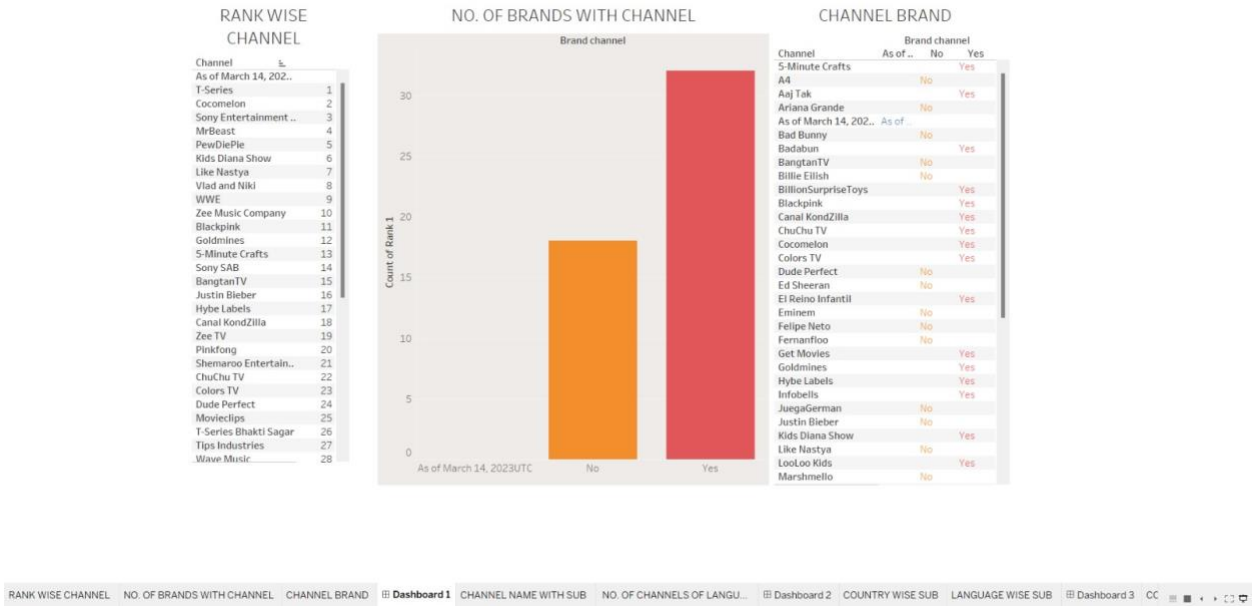 RANK WISE
CHANNEL
Channel
As of March 14, 202..
T-Series 1
Cocomelon 2
Sony Entertainment .. 3
MrBeast 4
PewDiePie 5
Kids Diana Show 6
Like Nastya 7
Vlad and Niki 8
WWE 9
Zee Music Company 10
Blackpink 11
Goldmines 12
5-Minute Crafts 13
Sony SAB 14
BangtanTV 15
Justin Bieber 16
Hybe Labels 17
Canal KondZilla 18
Zee TV 19
Pinkfong 20
Shemaroo Entertain.. 21
ChuChu TV 22
Colors TV 23
Dude Perfect 24
Movieclips 25
T-Series Bhakti Sagar 26
Tips Industries 27
Wave Music 28
NO. OF BRANDS WITH CHANNEL
Brand channel
Count of Rank 1
30
25
20
15
10
5
0
As of March 14, 2023UTC No Yes
CHANNEL BRAND
Brand channel
Channel As of .. No Yes
5-Minute Crafts Yes
A4 No
Aaj Tak Yes
Ariana Grande No
As of March 14, 202.. As of ..
Bad Bunny No
Badabun Yes
BangtanTV No
Billie Eilish No
BillionSurpriseToys Yes
Blackpink Yes
Canal KondZilla Yes
ChuChu TV Yes
Cocomelon Yes
Colors TV Yes
Dude Perfect No
Ed Sheeran No
El Reino Infantil Yes
Eminem No
Felipe Neto No
Fernanfloo No
Get Movies Yes
Goldmines Yes
Hybe Labels Yes
Infobells Yes
JuegaGerman No
Justin Bieber No
Kids Diana Show Yes
Like Nastya No
LooLoo Kids Yes
Marshmello No
RANK WISE CHANNEL NO. OF BRANDS WITH CHANNEL CHANNEL BRAND Dashboard 1 CHANNEL NAME WITH SUB NO. OF CHANNELS OF LANGU... Dashboard 2 COUNTRY WISE SUB LANGUAGE WISE SUB Dashboard 3 CC